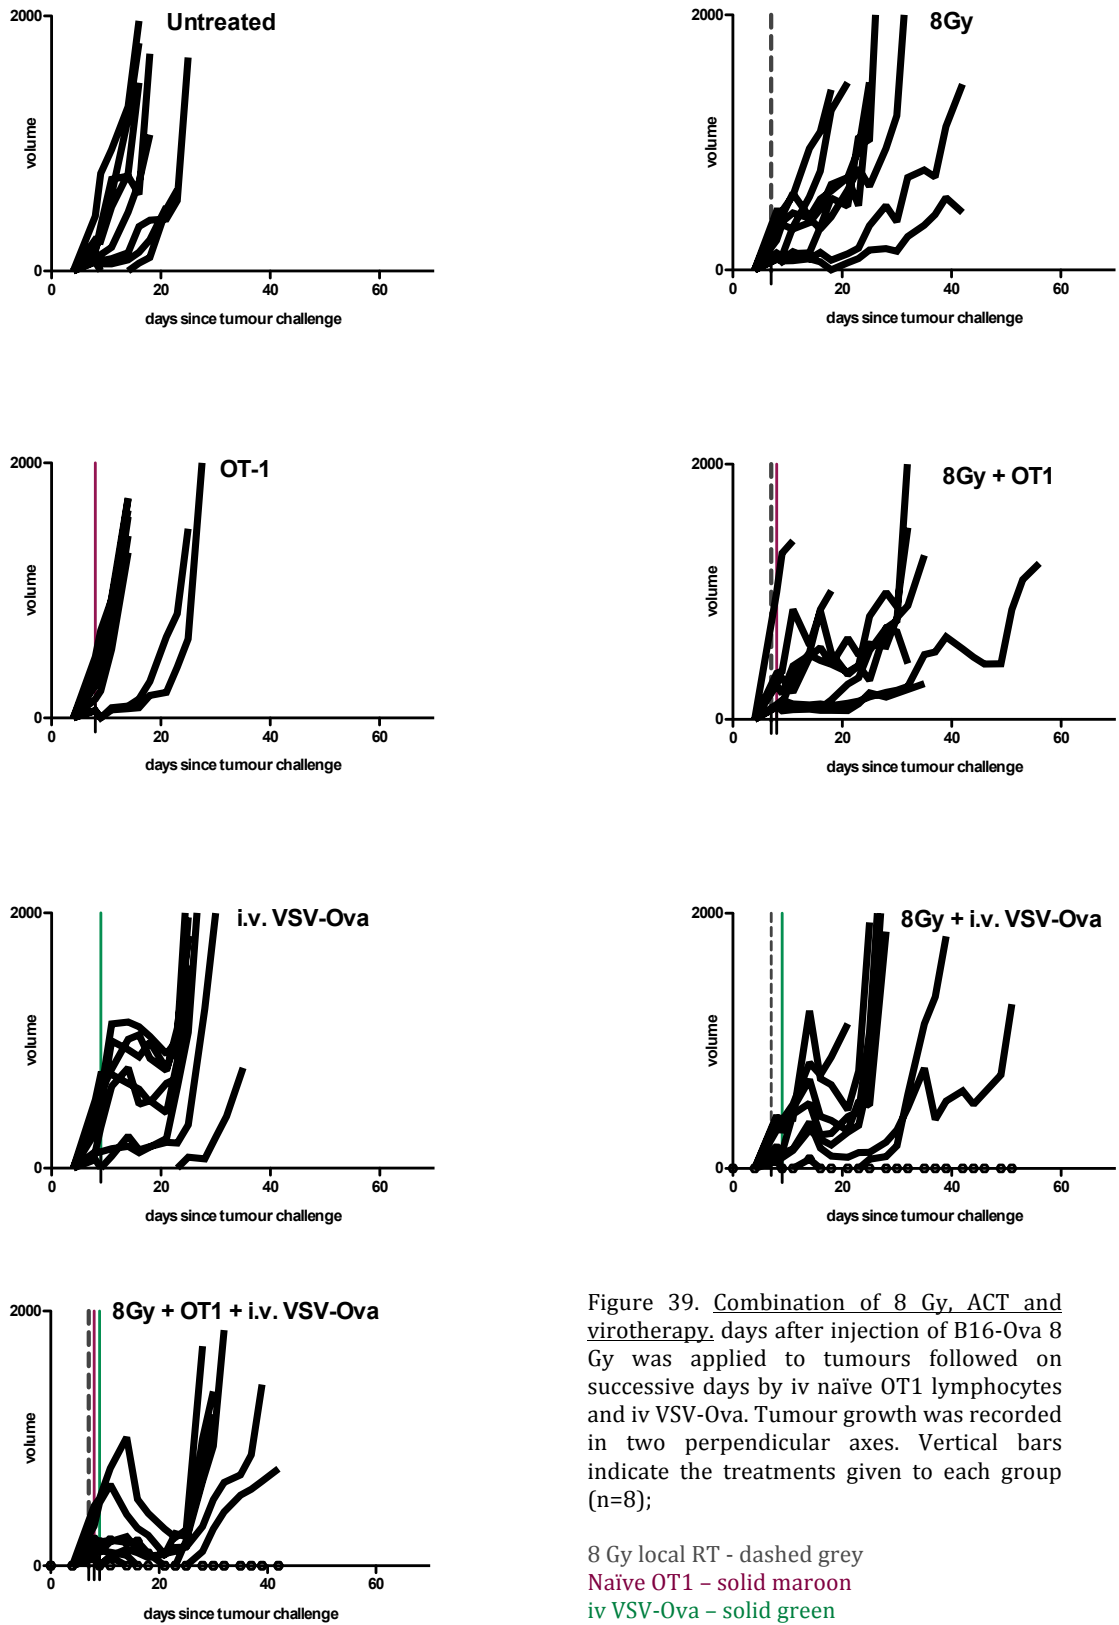 Untreated
2000
volume
0
0 20 40 60
days since tumour challenge
8Gy
2000
volume
0
0 20 40 60
days since tumour challenge
OT-1
2000
volume
0
0 20 40 60
days since tumour challenge
8Gy + OT1
2000
volume
0
0 20 40 60
days since tumour challenge
i.v. VSV-Ova
2000
volume
0
0 20 40 60
days since tumour challenge
8Gy + i.v. VSV-Ova
2000
volume
0
0 20 40 60
days since tumour challenge
8Gy + OT1 + i.v. VSV-Ova
2000
volume
0
0 20 40 60
days since tumour challenge
Figure 39. Combination of 8 Gy, ACT and
virotherapy. days after injection of B16-Ova 8
Gy was applied to tumours followed on
successive days by iv naïve OT1 lymphocytes
and iv VSV-Ova. Tumour growth was recorded
in two perpendicular axes. Vertical bars
indicate the treatments given to each group
(n=8);
8 Gy local RT - dashed grey
Naïve OT1 – solid maroon
iv VSV-Ova – solid green